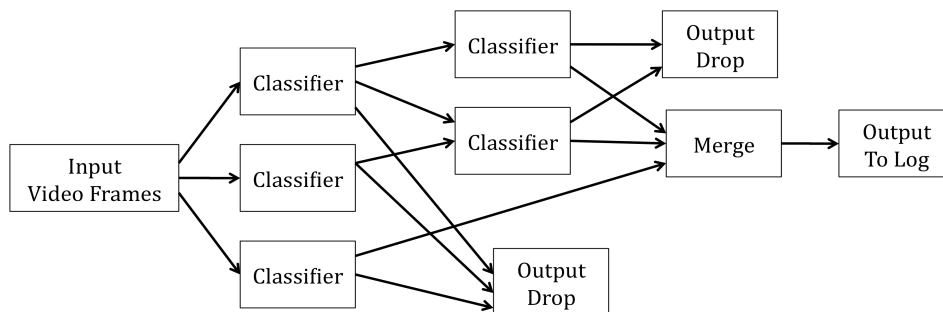 Input
Video Frames
Classifier
Classifier
Classifier
Classifier
Classifier
Output
Drop
Output
Drop
Merge
Output
To Log